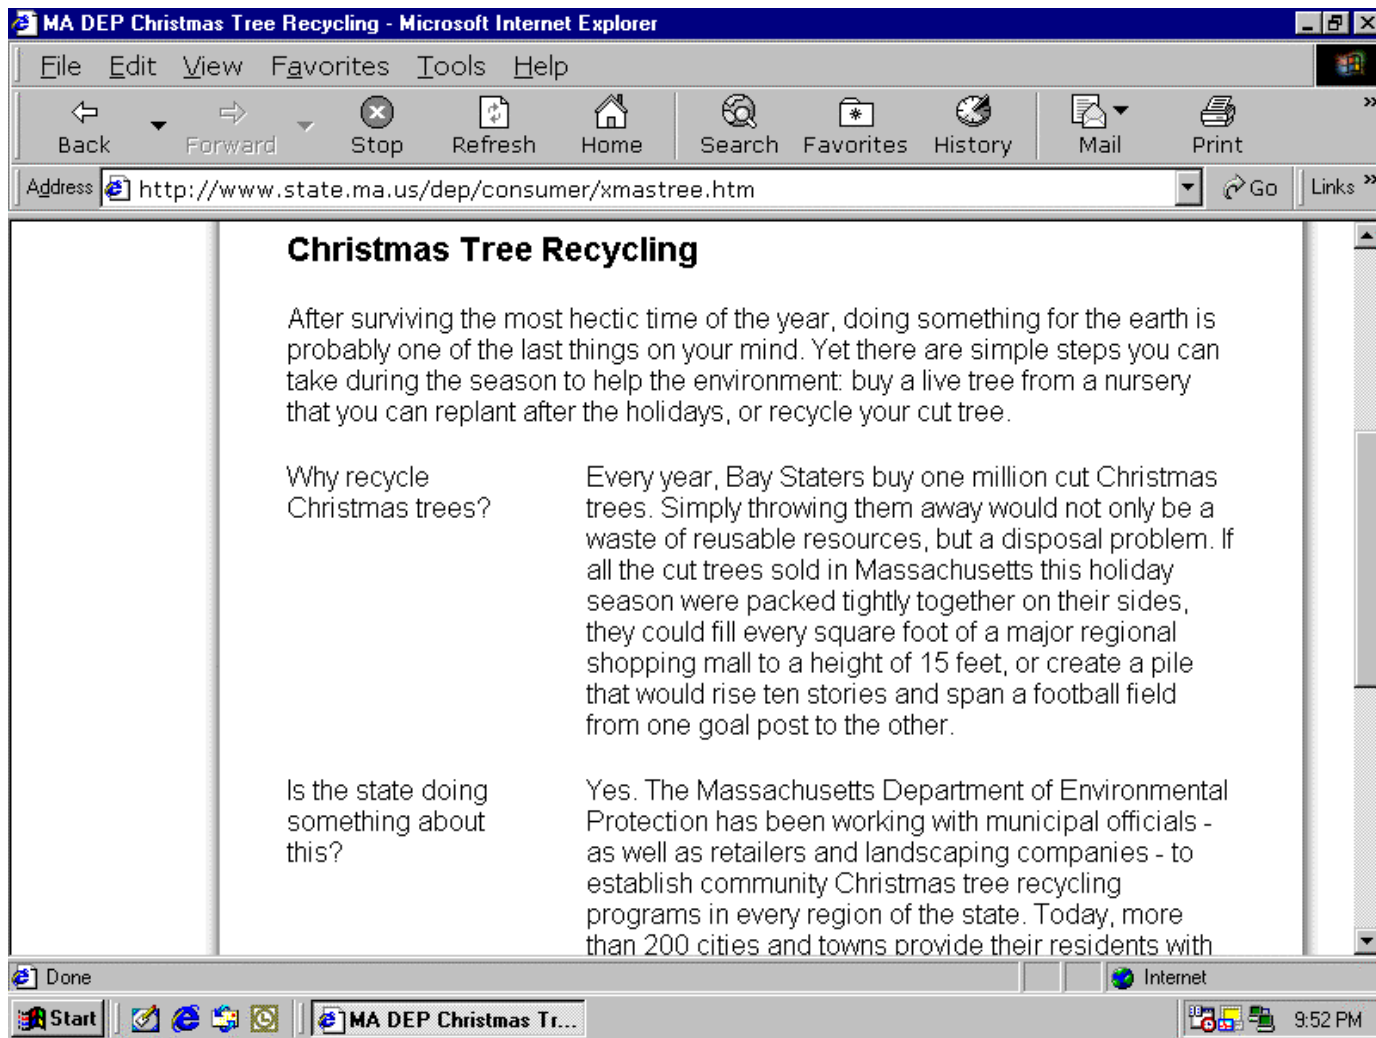 MA DEP Christmas Tree Recycling - Microsoft Internet Explorer
File Edit View Favorites Tools Help
Back Forward Stop Refresh Home Search Favorites History Mail Print »
Address http://www.state.ma.us/dep/consumer/xmastree.htm Go Links »
Christmas Tree Recycling
After surviving the most hectic time of the year, doing something for the earth is
probably one of the last things on your mind. Yet there are simple steps you can
take during the season to help the environment: buy a live tree from a nursery
that you can replant after the holidays, or recycle your cut tree.
Why recycle
Christmas trees?
Every year, Bay Staters buy one million cut Christmas
trees. Simply throwing them away would not only be a
waste of reusable resources, but a disposal problem. If
all the cut trees sold in Massachusetts this holiday
season were packed tightly together on their sides,
they could fill every square foot of a major regional
shopping mall to a height of 15 feet, or create a pile
that would rise ten stories and span a football field
from one goal post to the other.
Is the state doing
something about
this?
Yes. The Massachusetts Department of Environmental
Protection has been working with municipal officials -
as well as retailers and landscaping companies - to
establish community Christmas tree recycling
programs in every region of the state. Today, more
than 200 cities and towns provide their residents with
Done Internet
Start MA DEP Christmas Tr... 9:52 PM